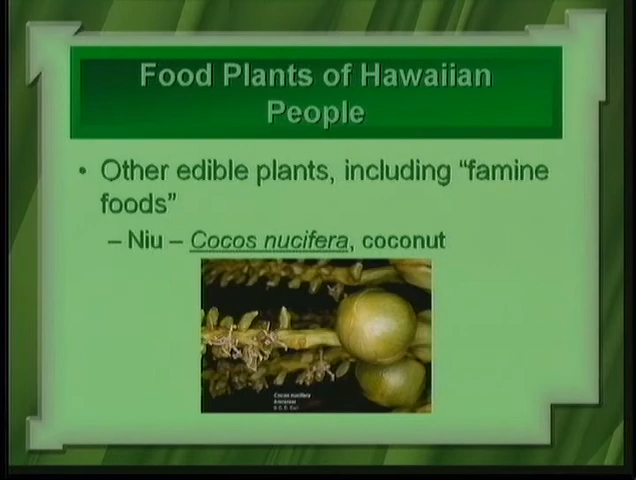 Food Plants of Hawaiian
People
• Other edible plants, including “famine
foods”
– Niu – Cocos nucifera, coconut
Cocos nucifera